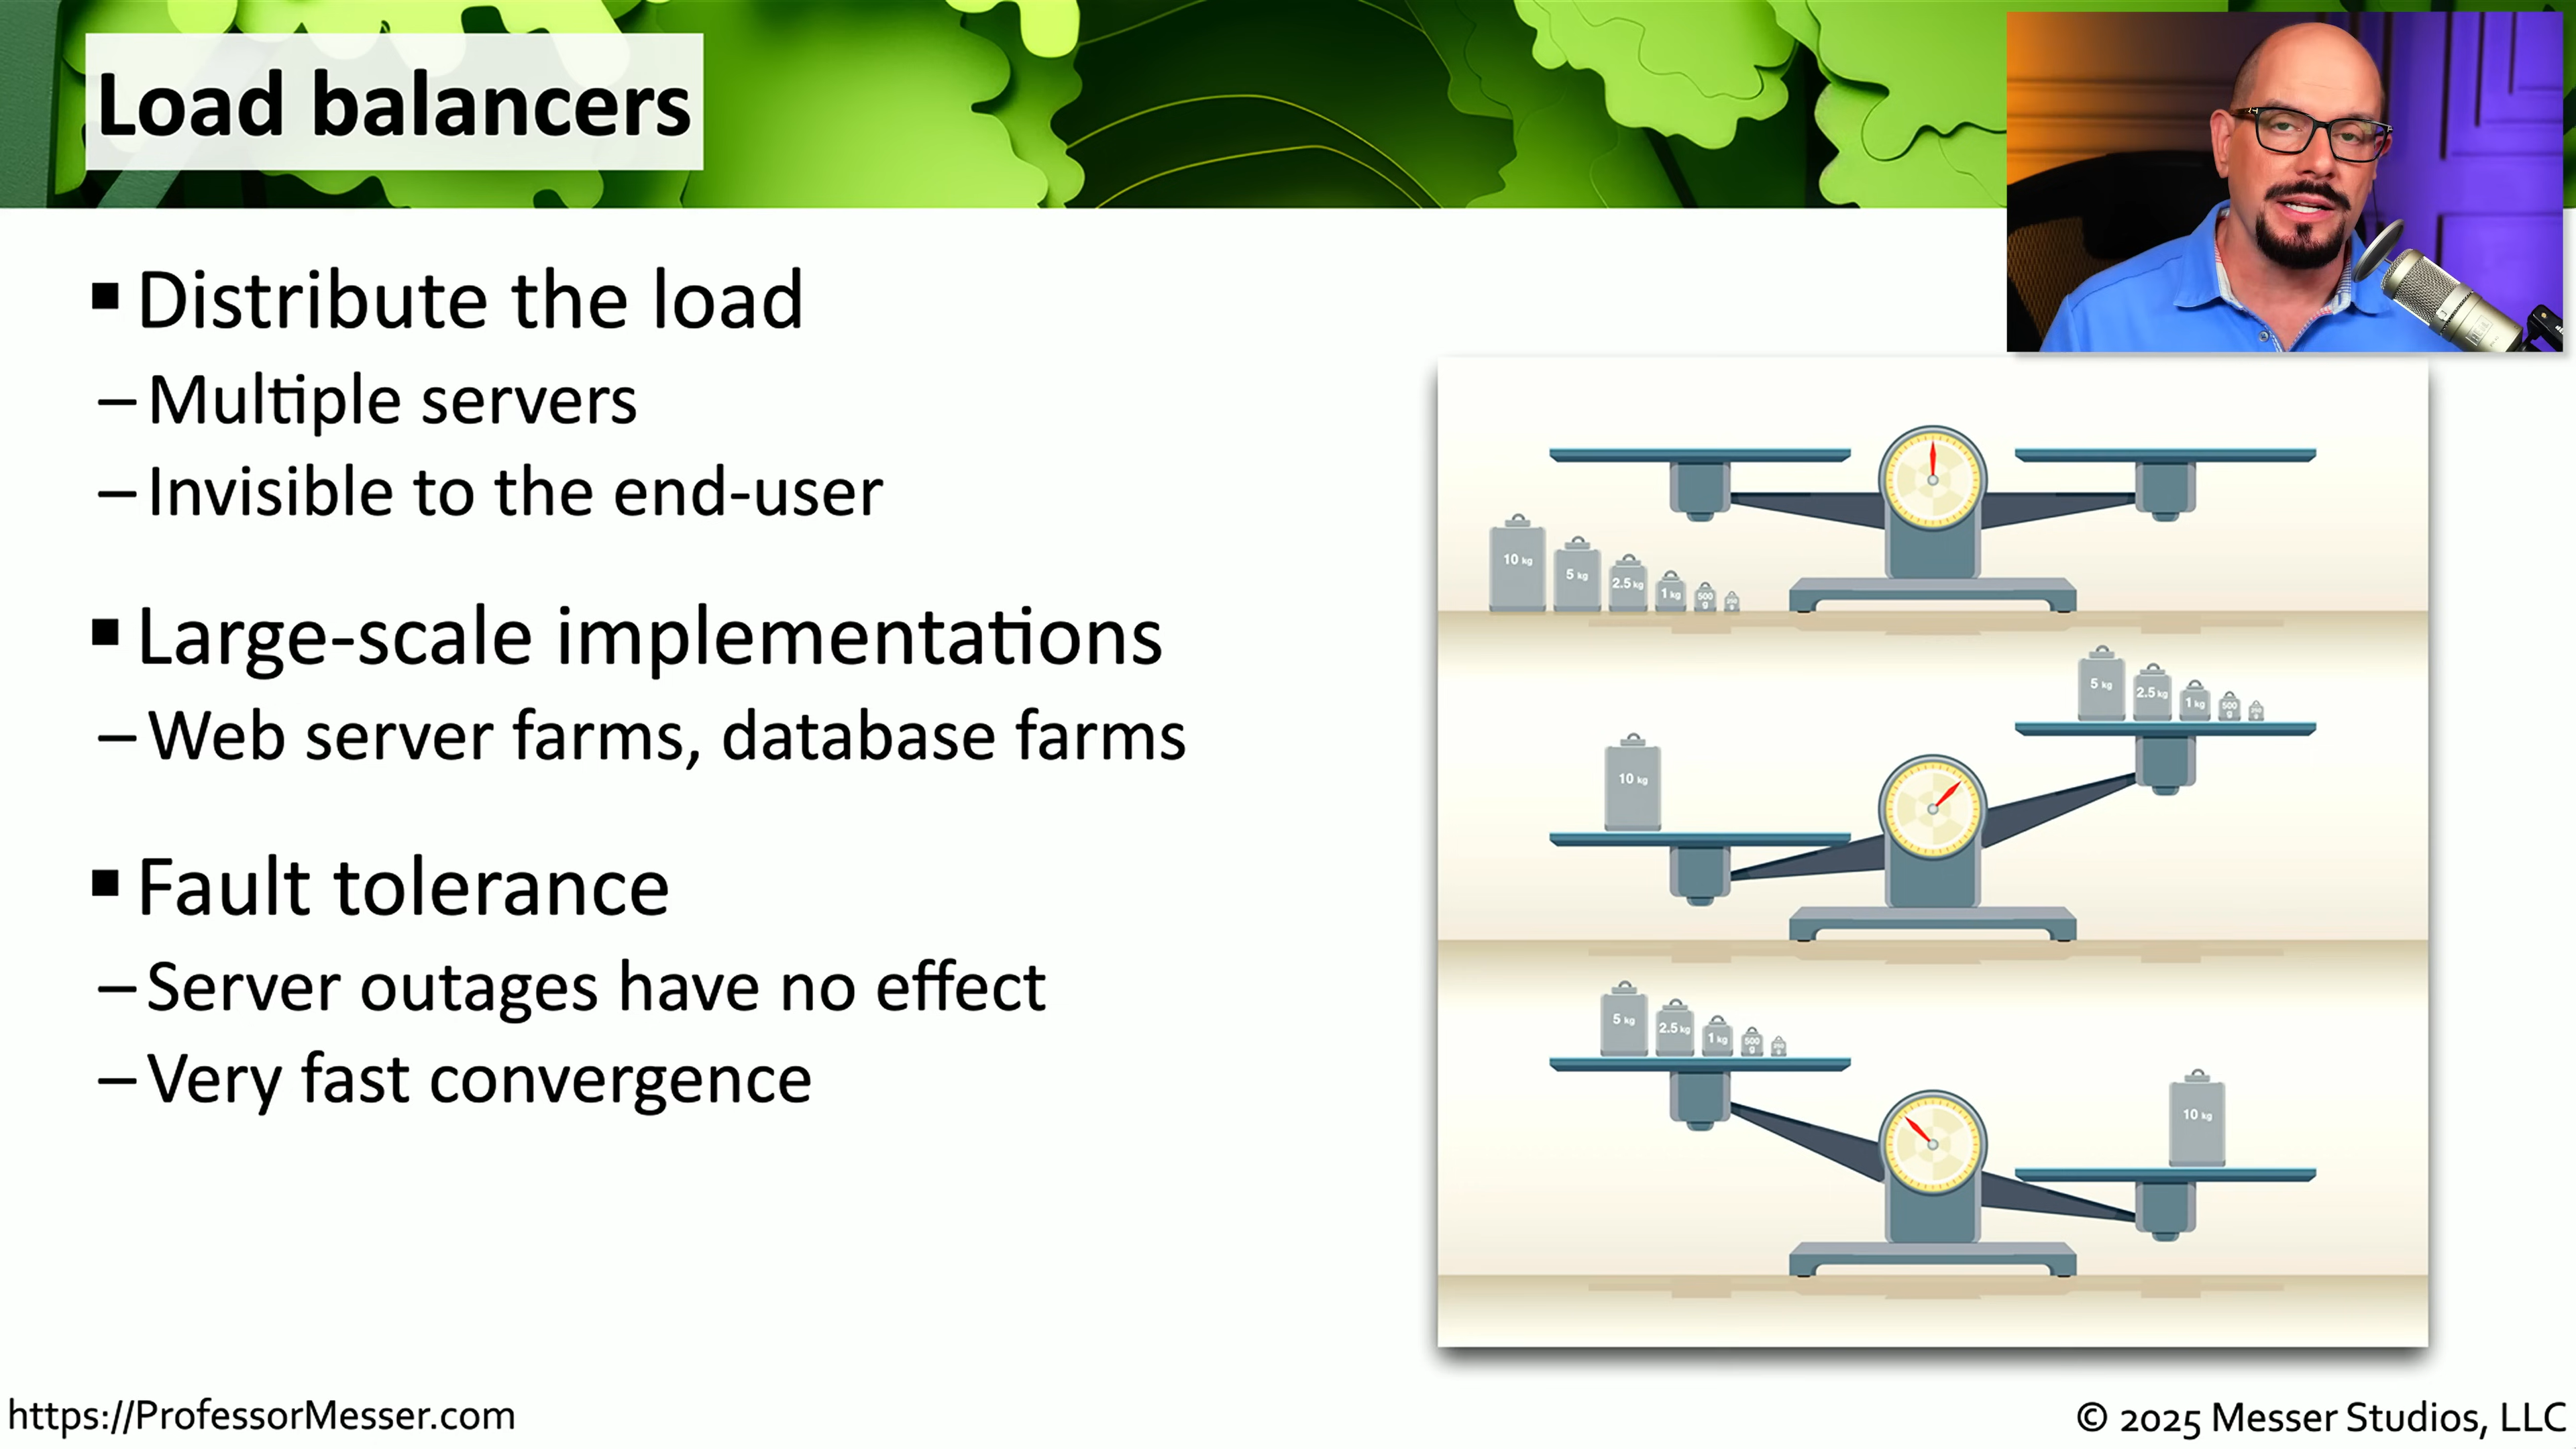 Load balancers
▪ Distribute the load
– Multiple servers
– Invisible to the end-user
▪ Large-scale implementations
– Web server farms, database farms
▪ Fault tolerance
– Server outages have no effect
– Very fast convergence
10 kg
5 kg
2.5 kg
1 kg
500 g
5 kg
2.5 kg
1 kg
500 g
10 kg
5 kg
2.5 kg
1 kg
500 g
10 kg
https://ProfessorMesser.com
© 2025 Messer Studios, LLC